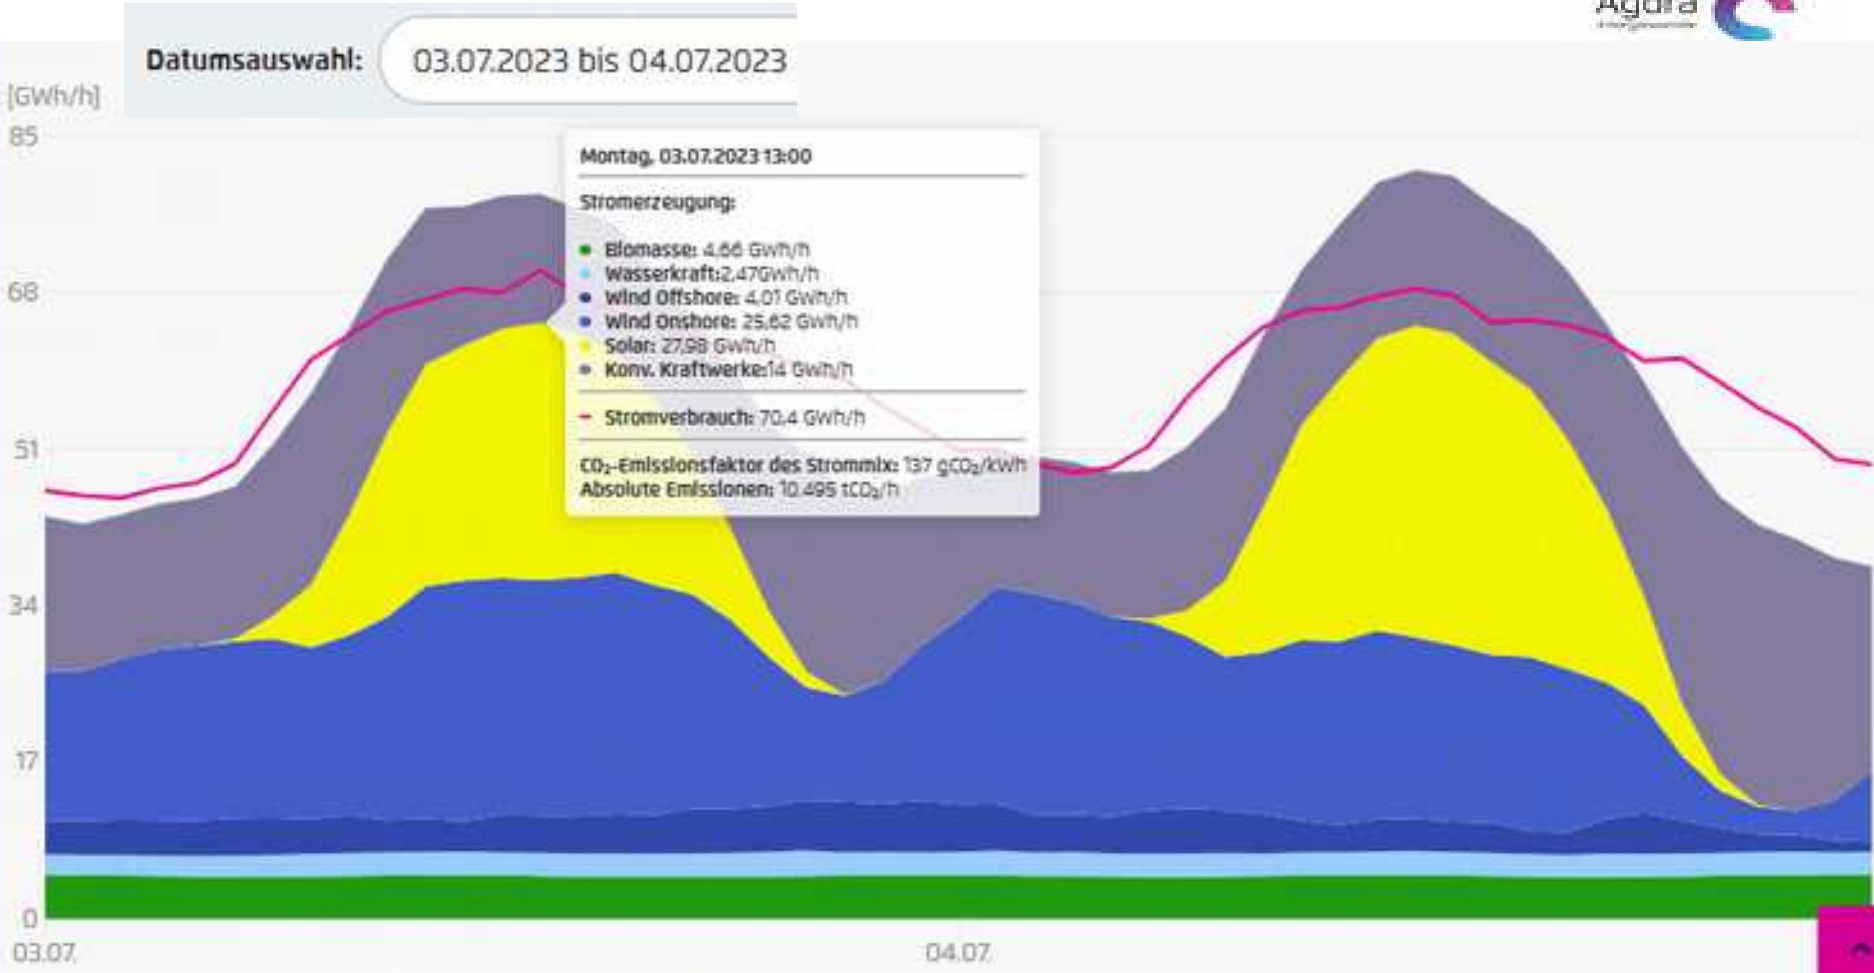 Agora
Datumsauswahl: 03.07.2023 bis 04.07.2023
[GWh/h]
85
Montag, 03.07.2023 13:00
Stromerzeugung:
Biomasse: 4,66 GWh/h
Wasserkraft:2,47GWh/h
68
Wind Offshore: 4,01 GWh/h
Wind Onshore: 25,62 GWh/h
Solar: 27,98 GWh/h
Konv. Kraftwerke:14 GWh/h
Stromverbrauch: 70,4 GWh/h
51
CO₂-Emissionsfaktor des Strommix: 137 gCO₂/kWh
Absolute Emissionen: 10.495 tCO₂/h
34
17
0
03.07.
04.07.